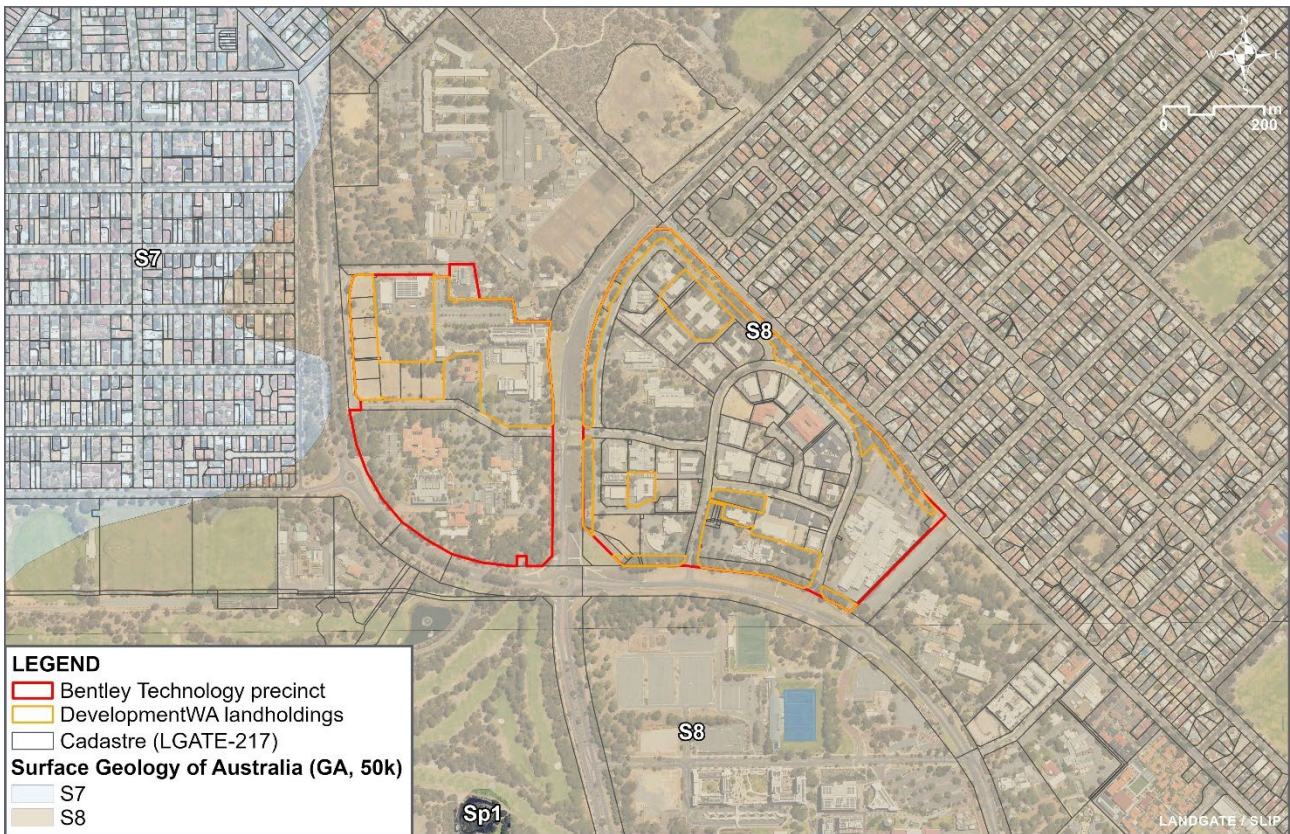 N
W
E
S
m
0
200
S7
S8
S8
Sp1
LEGEND
Bentley Technology precinct
DevelopmentWA landholdings
Cadastre (LGATE-217)
Surface Geology of Australia (GA, 50k)
S7
S8
LANDGATE / SLIP